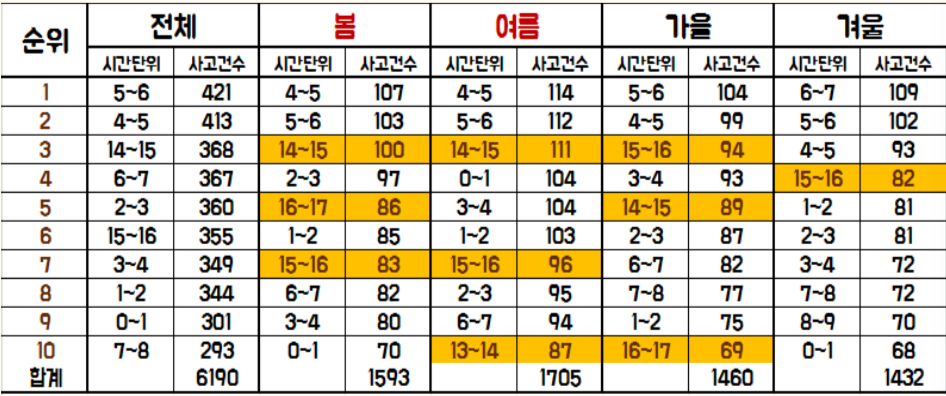 순위 전체 봄 여름 가을 겨울
시간단위 사고건수 시간단위 사고건수 시간단위 사고건수 시간단위 사고건수 시간단위 사고건수
1 5~6 421 4~5 107 4~5 114 5~6 104 6~7 109
2 4~5 413 5~6 103 5~6 112 4~5 99 5~6 102
3 14~15 368 14~15 100 14~15 111 15~16 94 4~5 93
4 6~7 367 2~3 97 0~1 104 3~4 93 15~16 82
5 2~3 360 16~17 86 3~4 104 14~15 89 1~2 81
6 15~16 355 1~2 85 1~2 103 2~3 87 2~3 81
7 3~4 349 15~16 83 15~16 96 6~7 82 3~4 72
8 1~2 344 6~7 82 2~3 95 7~8 77 7~8 72
9 0~1 301 3~4 80 6~7 94 1~2 75 8~9 70
10 7~8 293 0~1 70 13~14 87 16~17 69 0~1 68
합계 6190 1593 1705 1460 1432